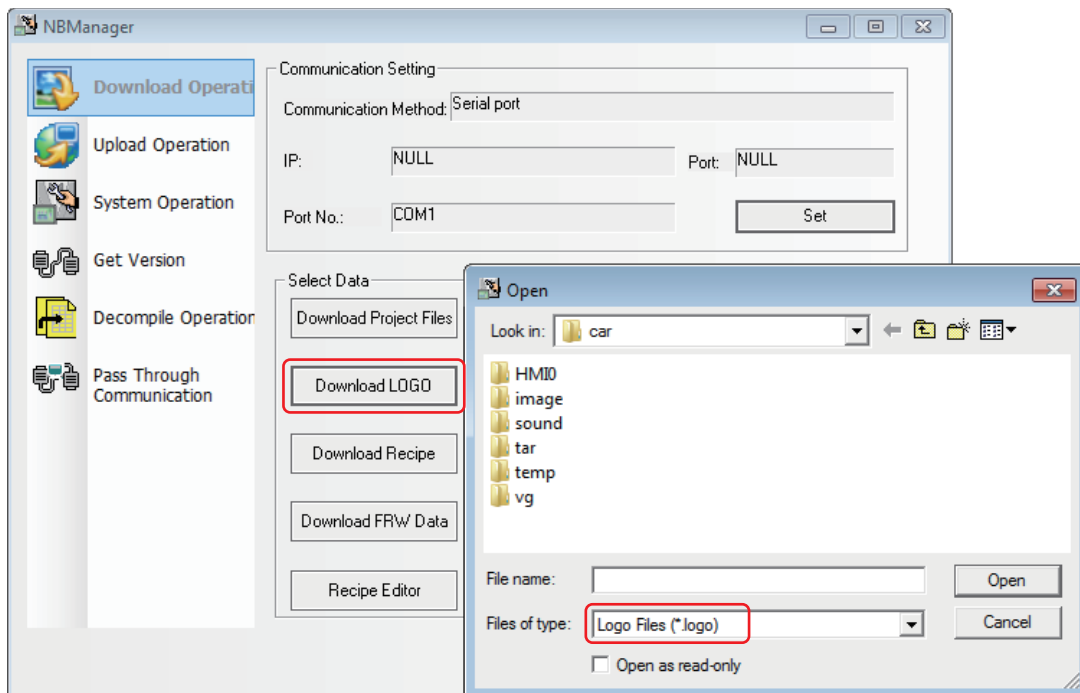 NBManager
Download Operati
Upload Operation
System Operation
Get Version
Decompile Operation
Pass Through
Communication
Communication Setting
Communication Method: Serial port
IP: NULL Port: NULL
Port No.: COM1 Set
Select Data
Download Project Files
Download LOGO
Download Recipe
Download FRW Data
Recipe Editor
Open
Look in: car
HMI0
image
sound
tar
temp
vg
File name: Open
Files of type: Logo Files (*.logo) Cancel
Open as read-only